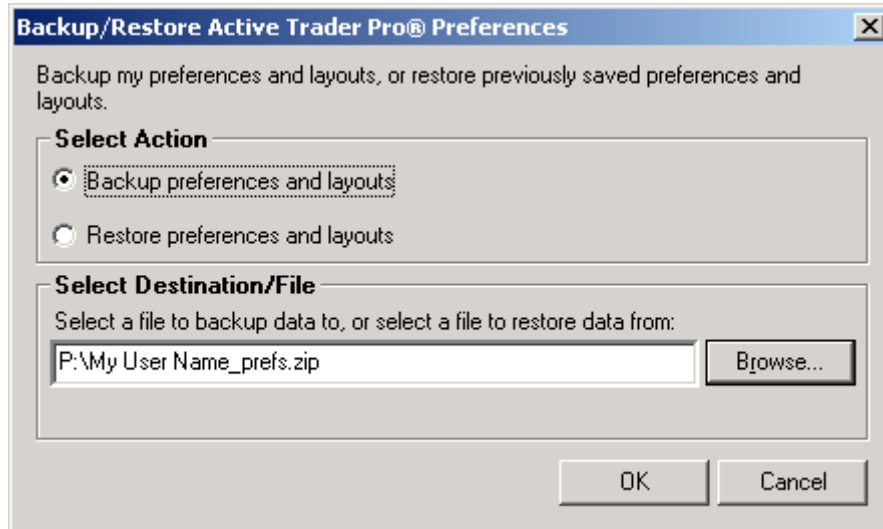 Backup/Restore Active Trader Pro® Preferences
Backup my preferences and layouts, or restore previously saved preferences and
layouts.
Select Action
Backup preferences and layouts
Restore preferences and layouts
Select Destination/File
Select a file to backup data to, or select a file to restore data from:
P:\My User Name_prefs.zip
Browse...
OK
Cancel